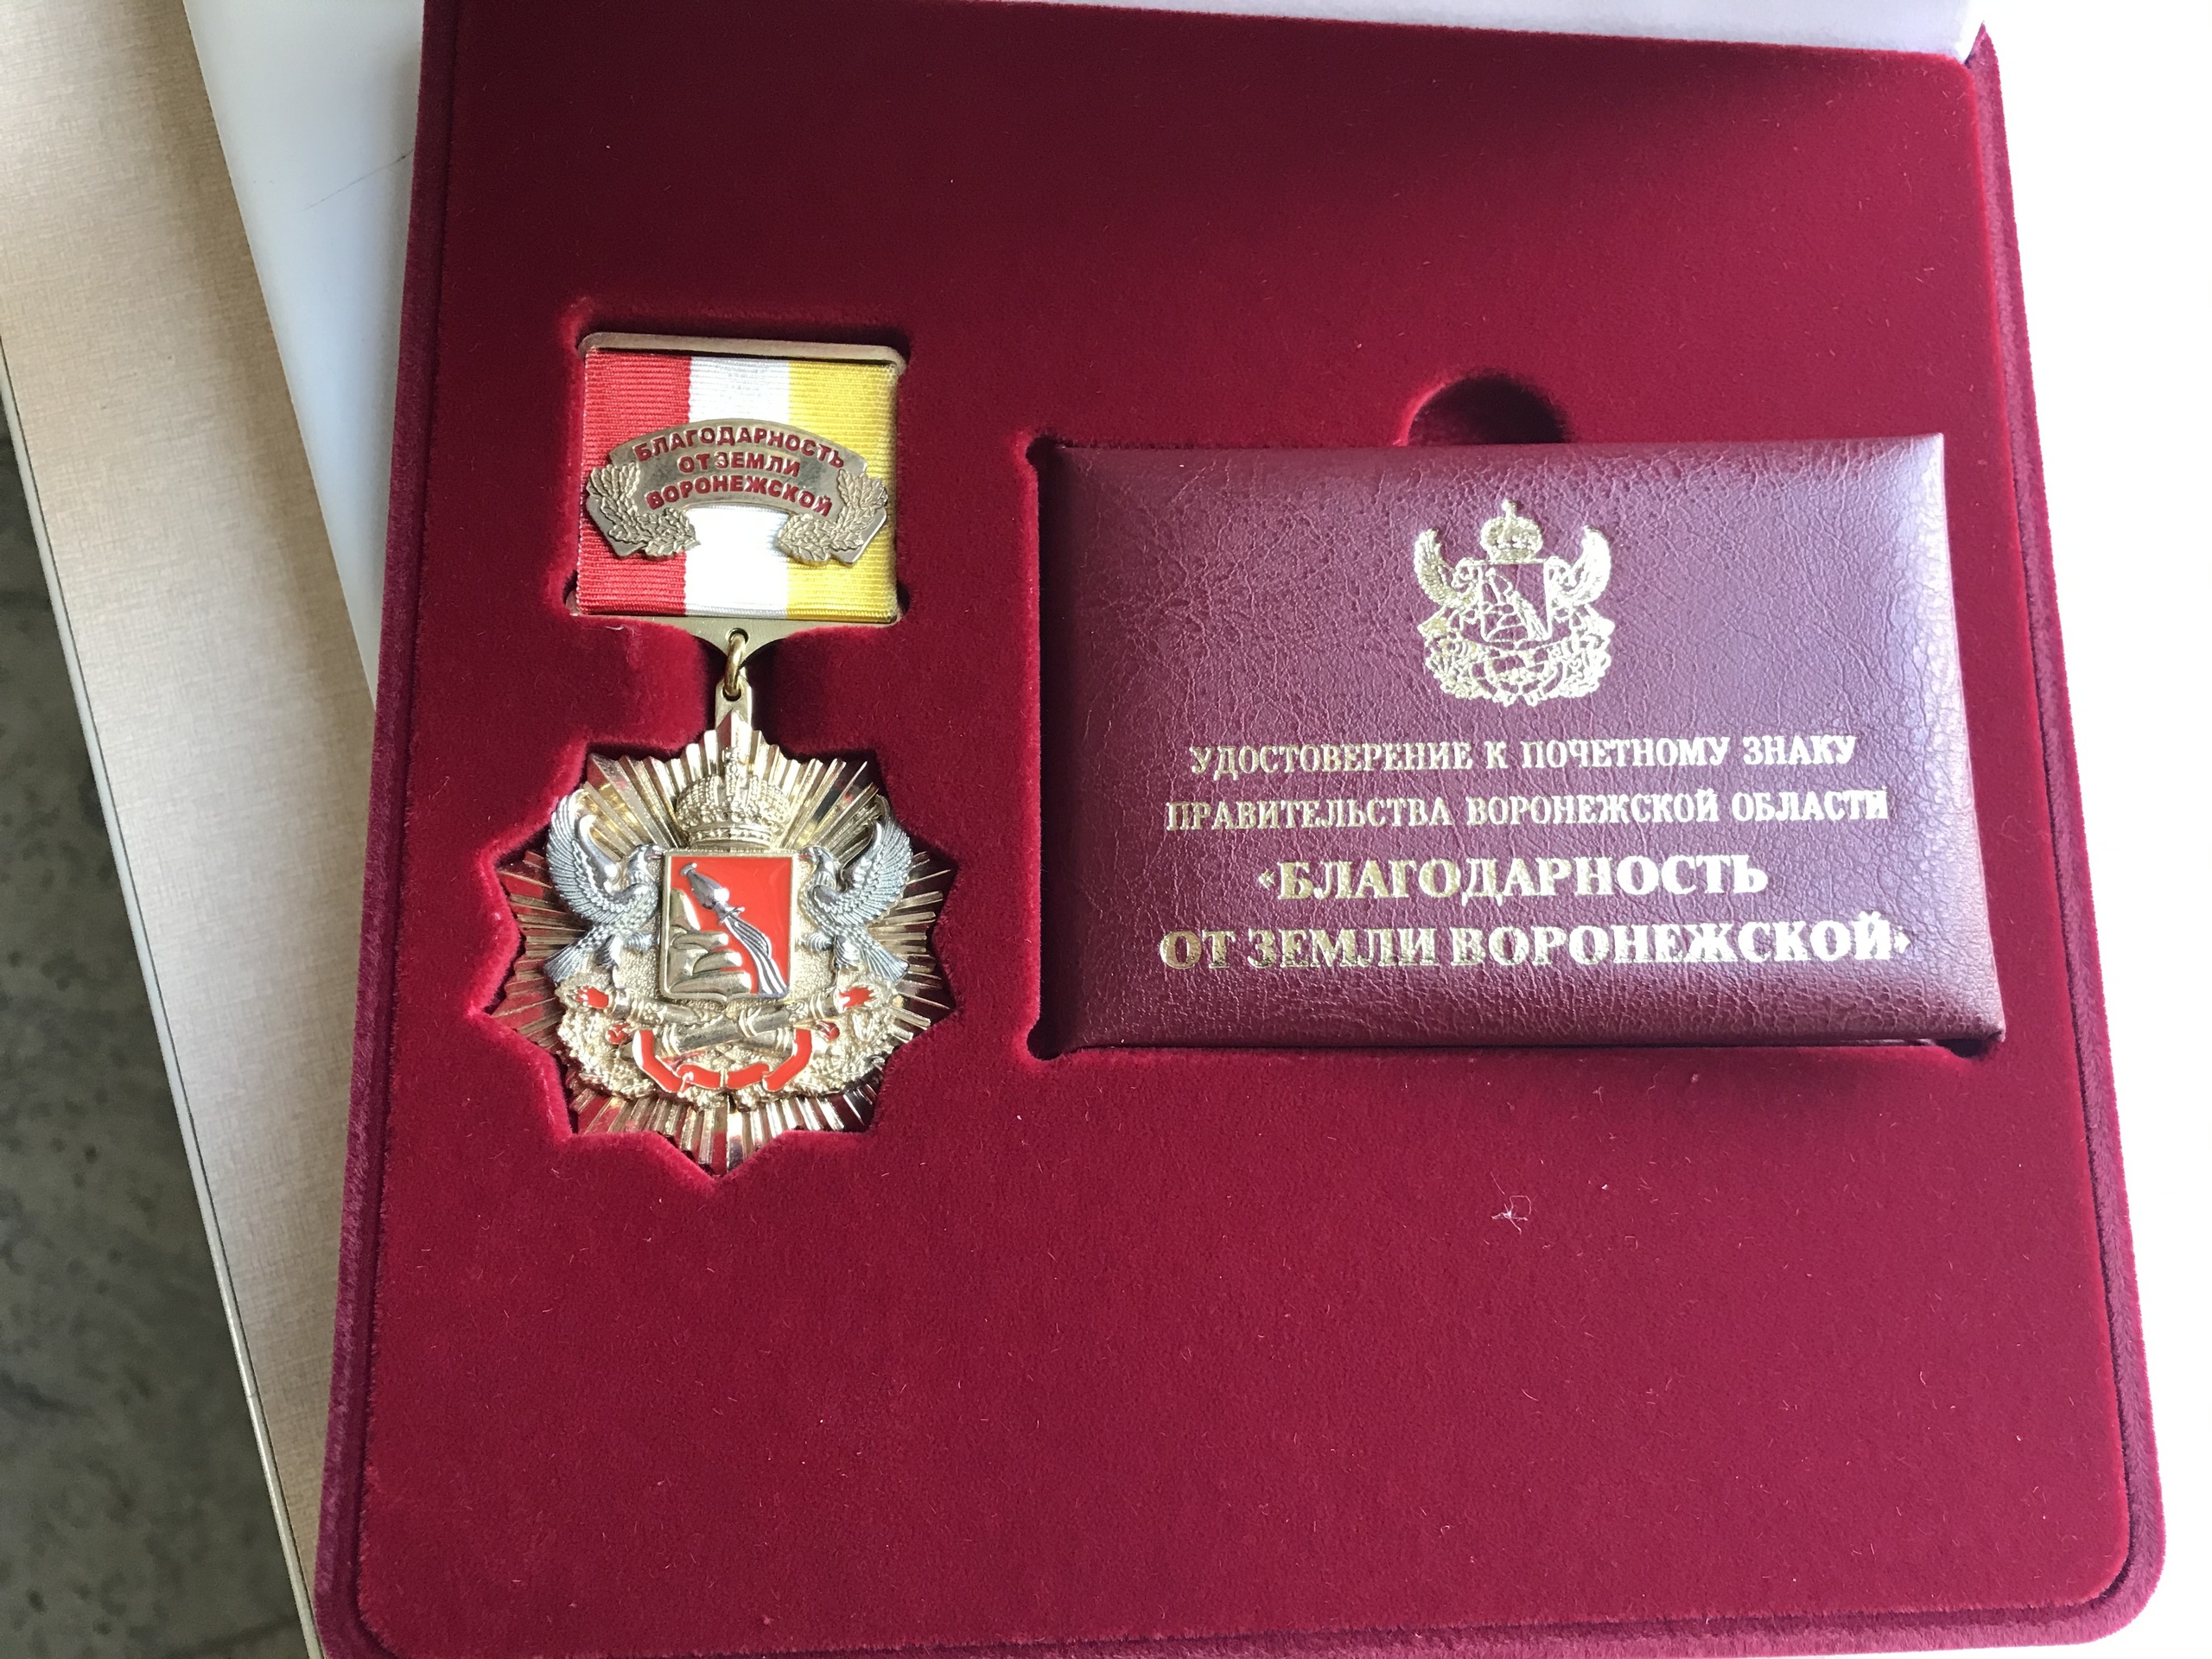 БЛАГОДАРНОСТЬ
ОТ ЗЕМЛИ
ВОРОНЕЖСКОЙ
УДОСТОВЕРЕНИЕ К ПОЧЕТНОМУ ЗНАКУ
ПРАВИТЕЛЬСТВА ВОРОНЕЖСКОЙ ОБЛАСТИ
«БЛАГОДАРНОСТЬ
ОТ ЗЕМЛИ ВОРОНЕЖСКОЙ»